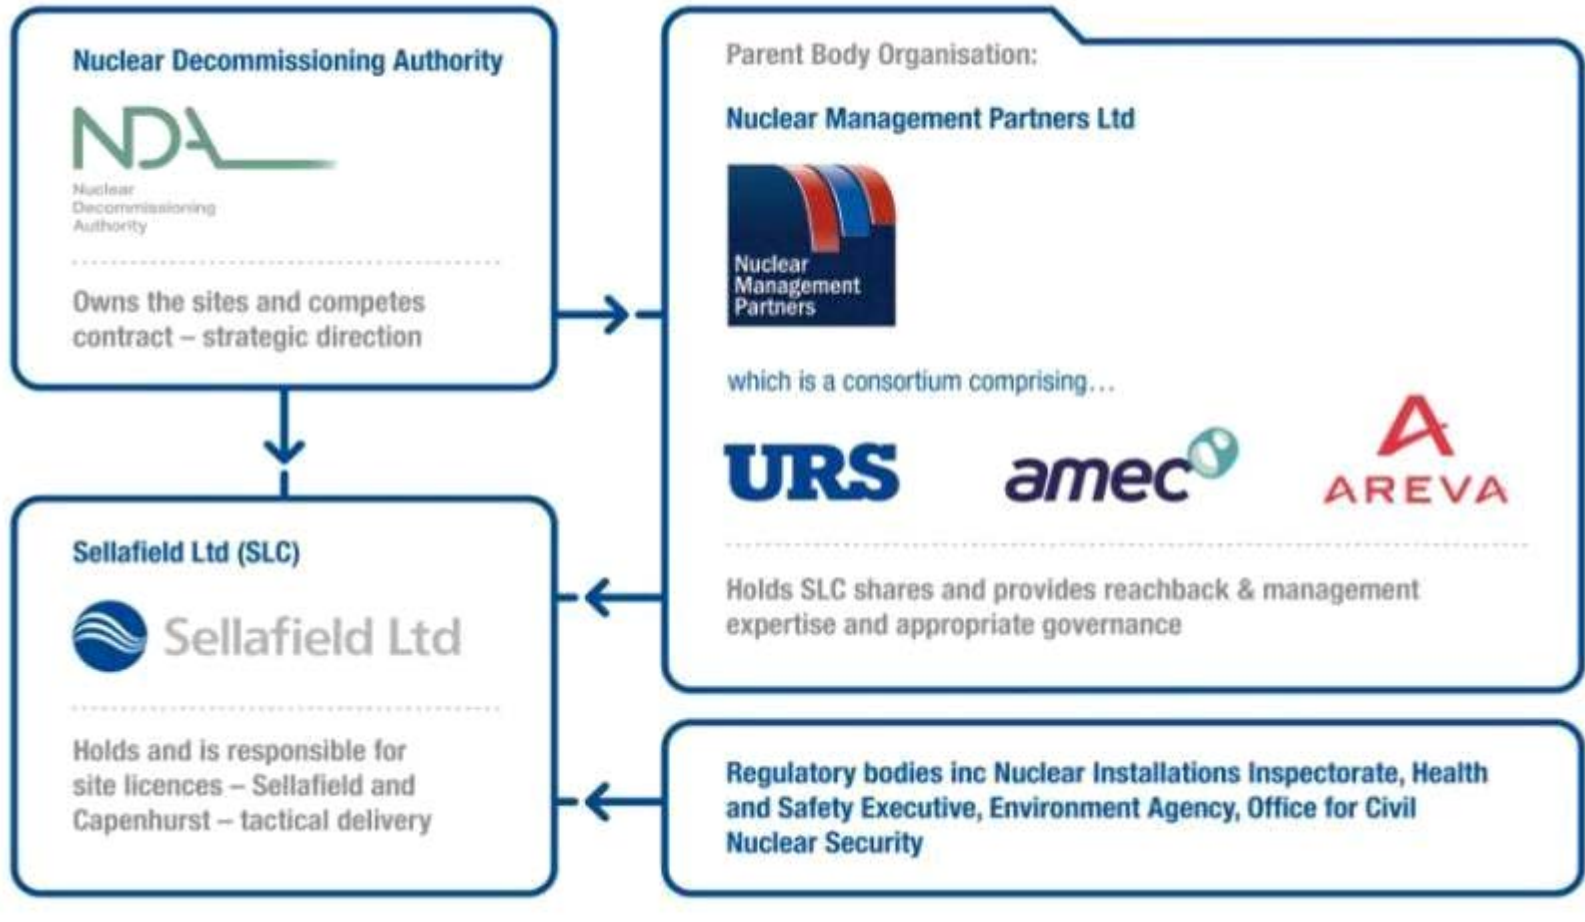 Nuclear Decommissioning Authority
NDA
Nuclear
Decommissioning
Authority
Owns the sites and competes
contract – strategic direction
Parent Body Organisation:
Nuclear Management Partners Ltd
Nuclear
Management
Partners
which is a consortium comprising…
URS
amec
AREVA
Holds SLC shares and provides reachback & management
expertise and appropriate governance
Sellafield Ltd (SLC)
Sellafield Ltd
Holds and is responsible for
site licences – Sellafield and
Capenhurst – tactical delivery
Regulatory bodies inc Nuclear Installations Inspectorate, Health
and Safety Executive, Environment Agency, Office for Civil
Nuclear Security